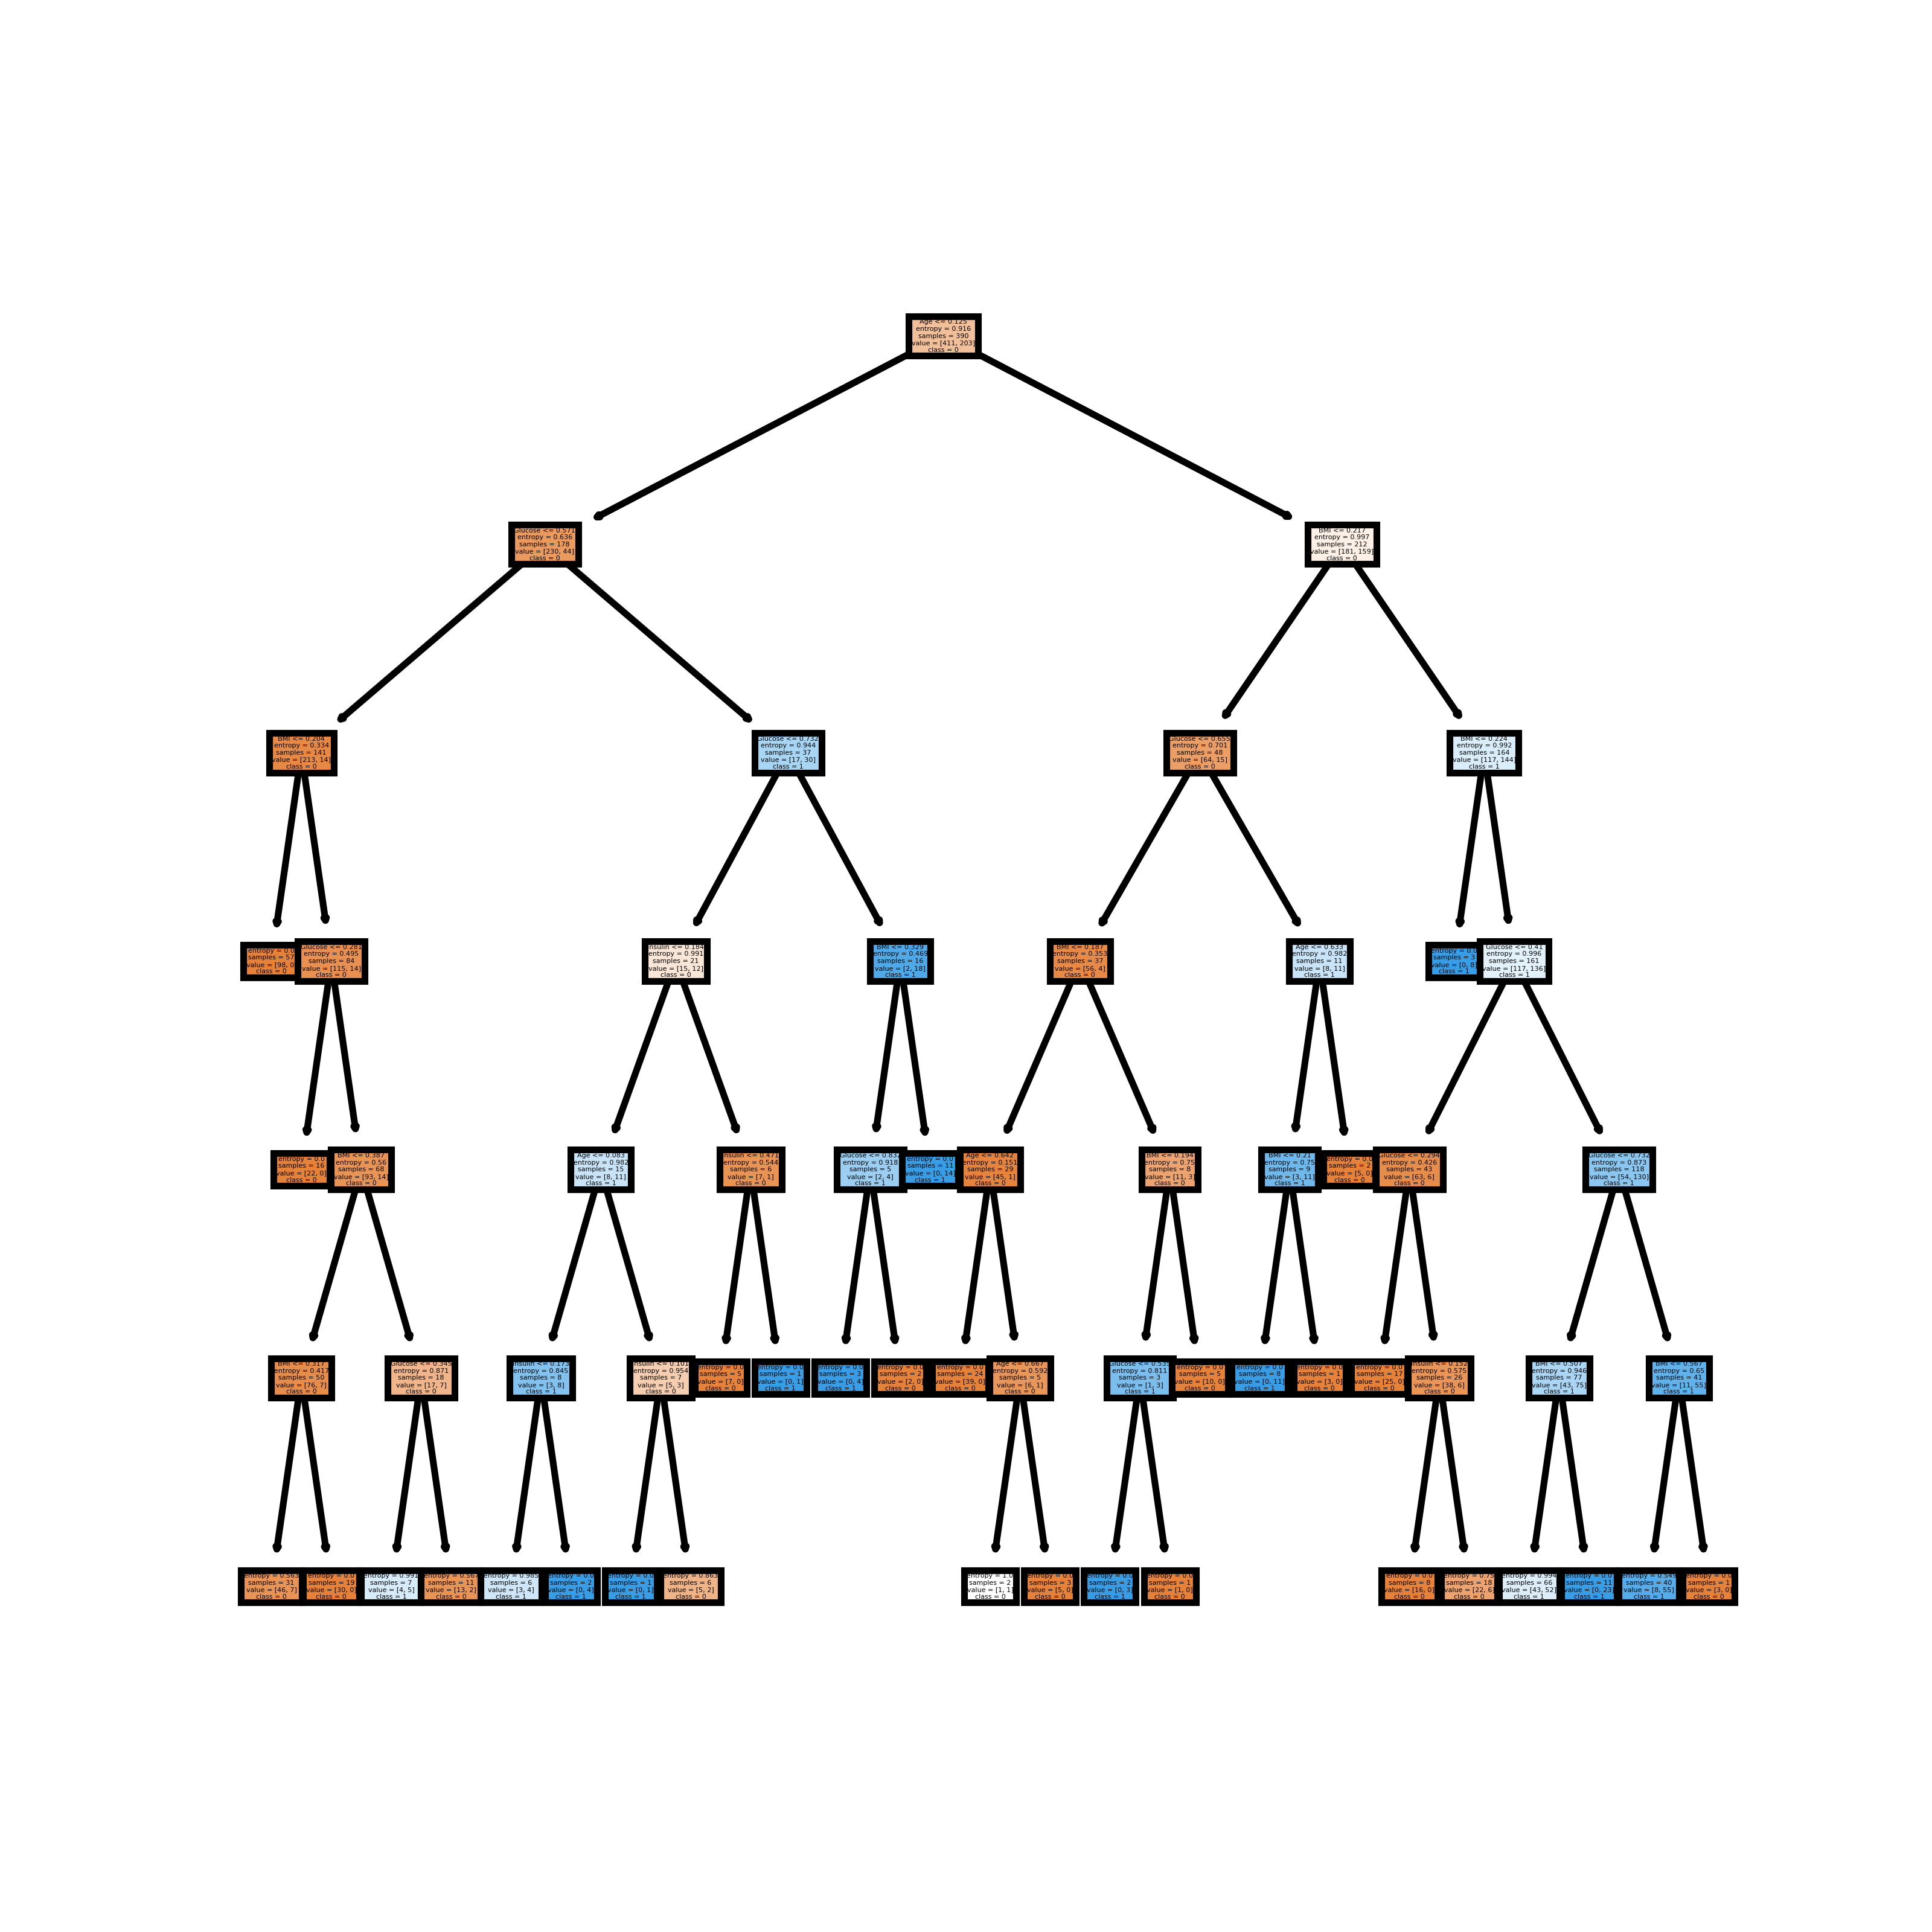 Age <= 0.125
entropy = 0.916
samples = 390
value = [411, 203]
class = 0
Glucose <= 0.571
entropy = 0.636
samples = 178
value = [230, 44]
class = 0
BMI <= 0.217
entropy = 0.997
samples = 212
value = [181, 159]
class = 0
BMI <= 0.204
entropy = 0.334
samples = 141
value = [213, 14]
class = 0
Glucose <= 0.732
entropy = 0.944
samples = 37
value = [17, 30]
class = 1
Glucose <= 0.655
entropy = 0.701
samples = 48
value = [64, 15]
class = 0
BMI <= 0.224
entropy = 0.992
samples = 164
value = [117, 144]
class = 1
entropy = 0.0
samples = 57
value = [98, 0]
class = 0
Glucose <= 0.281
entropy = 0.495
samples = 84
value = [115, 14]
class = 0
Insulin <= 0.184
entropy = 0.991
samples = 21
value = [15, 12]
class = 0
BMI <= 0.329
entropy = 0.469
samples = 16
value = [2, 18]
class = 1
BMI <= 0.187
entropy = 0.353
samples = 37
value = [56, 4]
class = 0
Age <= 0.633
entropy = 0.982
samples = 11
value = [8, 11]
class = 1
entropy = 0.0
samples = 3
value = [0, 8]
class = 1
Glucose <= 0.41
entropy = 0.996
samples = 161
value = [117, 136]
class = 1
entropy = 0.0
samples = 16
value = [22, 0]
class = 0
BMI <= 0.387
entropy = 0.56
samples = 68
value = [93, 14]
class = 0
Age <= 0.083
entropy = 0.982
samples = 15
value = [8, 11]
class = 1
Insulin <= 0.471
entropy = 0.544
samples = 6
value = [7, 1]
class = 0
Glucose <= 0.832
entropy = 0.918
samples = 5
value = [2, 4]
class = 1
entropy = 0.0
samples = 11
value = [0, 14]
class = 1
Age <= 0.642
entropy = 0.151
samples = 29
value = [45, 1]
class = 0
BMI <= 0.194
entropy = 0.75
samples = 8
value = [11, 3]
class = 0
BMI <= 0.21
entropy = 0.75
samples = 9
value = [3, 11]
class = 1
entropy = 0.0
samples = 2
value = [5, 0]
class = 0
Glucose <= 0.294
entropy = 0.426
samples = 43
value = [63, 6]
class = 0
Glucose <= 0.732
entropy = 0.873
samples = 118
value = [54, 130]
class = 1
BMI <= 0.317
entropy = 0.417
samples = 50
value = [76, 7]
class = 0
Glucose <= 0.349
entropy = 0.871
samples = 18
value = [17, 7]
class = 0
Insulin <= 0.175
entropy = 0.845
samples = 8
value = [3, 8]
class = 1
Insulin <= 0.101
entropy = 0.954
samples = 7
value = [5, 3]
class = 0
entropy = 0.0
samples = 5
value = [7, 0]
class = 0
entropy = 0.0
samples = 1
value = [0, 1]
class = 1
entropy = 0.0
samples = 3
value = [0, 4]
class = 1
entropy = 0.0
samples = 2
value = [2, 0]
class = 0
entropy = 0.0
samples = 24
value = [39, 0]
class = 0
Age <= 0.667
entropy = 0.592
samples = 5
value = [6, 1]
class = 0
Glucose <= 0.533
entropy = 0.811
samples = 3
value = [1, 3]
class = 1
entropy = 0.0
samples = 5
value = [10, 0]
class = 0
entropy = 0.0
samples = 8
value = [0, 11]
class = 1
entropy = 0.0
samples = 1
value = [3, 0]
class = 0
entropy = 0.0
samples = 17
value = [25, 0]
class = 0
Insulin <= 0.152
entropy = 0.575
samples = 26
value = [38, 6]
class = 0
BMI <= 0.507
entropy = 0.946
samples = 77
value = [43, 75]
class = 1
BMI <= 0.567
entropy = 0.65
samples = 41
value = [11, 55]
class = 1
entropy = 0.563
samples = 31
value = [46, 7]
class = 0
entropy = 0.0
samples = 19
value = [30, 0]
class = 0
entropy = 0.991
samples = 7
value = [4, 5]
class = 1
entropy = 0.567
samples = 11
value = [13, 2]
class = 0
entropy = 0.985
samples = 6
value = [3, 4]
class = 1
entropy = 0.0
samples = 2
value = [0, 4]
class = 1
entropy = 0.0
samples = 1
value = [0, 1]
class = 1
entropy = 0.863
samples = 6
value = [5, 2]
class = 0
entropy = 1.0
samples = 2
value = [1, 1]
class = 0
entropy = 0.0
samples = 3
value = [5, 0]
class = 0
entropy = 0.0
samples = 2
value = [0, 3]
class = 1
entropy = 0.0
samples = 1
value = [1, 0]
class = 0
entropy = 0.0
samples = 8
value = [16, 0]
class = 0
entropy = 0.75
samples = 18
value = [22, 6]
class = 0
entropy = 0.994
samples = 66
value = [43, 52]
class = 1
entropy = 0.0
samples = 11
value = [0, 23]
class = 1
entropy = 0.549
samples = 40
value = [8, 55]
class = 1
entropy = 0.0
samples = 1
value = [3, 0]
class = 0